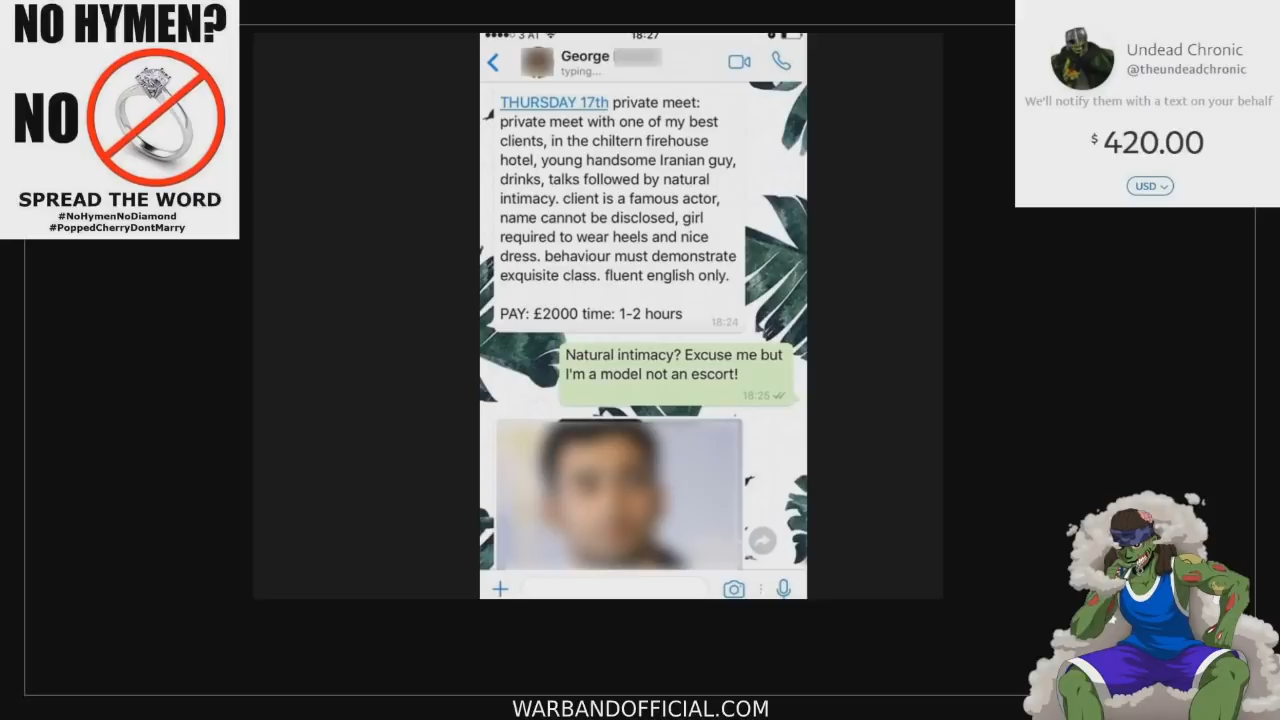 NO HYMEN?
NO
SPREAD THE WORD
#NoHymenNoDiamond
#PoppedCherryDontMarry
18:27
George
typing...
THURSDAY 17th private meet:
private meet with one of my best
clients, in the chiltern firehouse
hotel, young handsome Iranian guy,
drinks, talks followed by natural
intimacy. client is a famous actor,
name cannot be disclosed, girl
required to wear heels and nice
dress. behaviour must demonstrate
exquisite class. fluent english only.
PAY: £2000 time: 1-2 hours
18:24
Natural intimacy? Excuse me but
I'm a model not an escort!
18:25
Undead Chronic
@theundeadchronic
We'll notify them with a text on your behalf
$ 420.00
USD
WARBANDOFFICIAL.COM